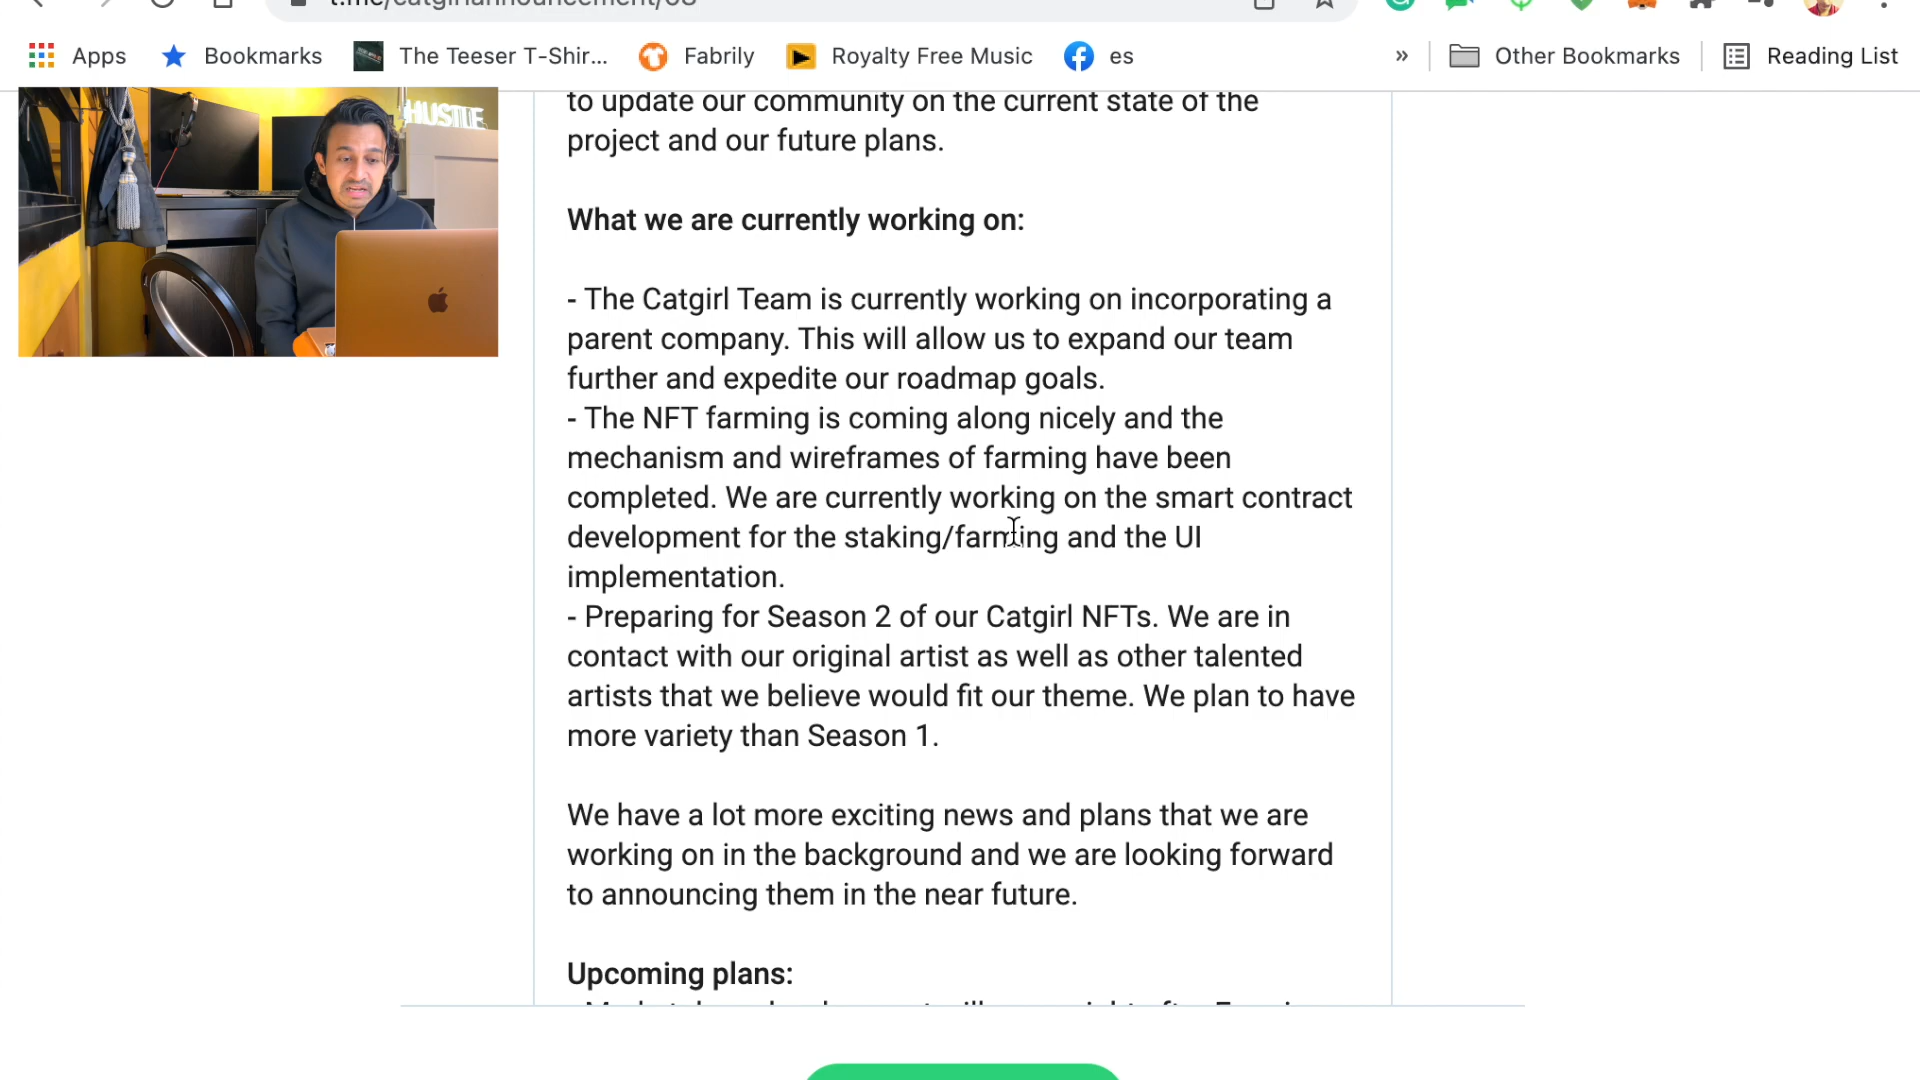 Apps
Bookmarks
The Teeser T-Shir...
Fabrily
Royalty Free Music
es
»
Other Bookmarks
Reading List
HUSTLE
to update our community on the current state of the
project and our future plans.
What we are currently working on:
- The Catgirl Team is currently working on incorporating a
parent company. This will allow us to expand our team
further and expedite our roadmap goals.
- The NFT farming is coming along nicely and the
mechanism and wireframes of farming have been
completed. We are currently working on the smart contract
development for the staking/farming and the UI
implementation.
- Preparing for Season 2 of our Catgirl NFTs. We are in
contact with our original artist as well as other talented
artists that we believe would fit our theme. We plan to have
more variety than Season 1.
We have a lot more exciting news and plans that we are
working on in the background and we are looking forward
to announcing them in the near future.
Upcoming plans: